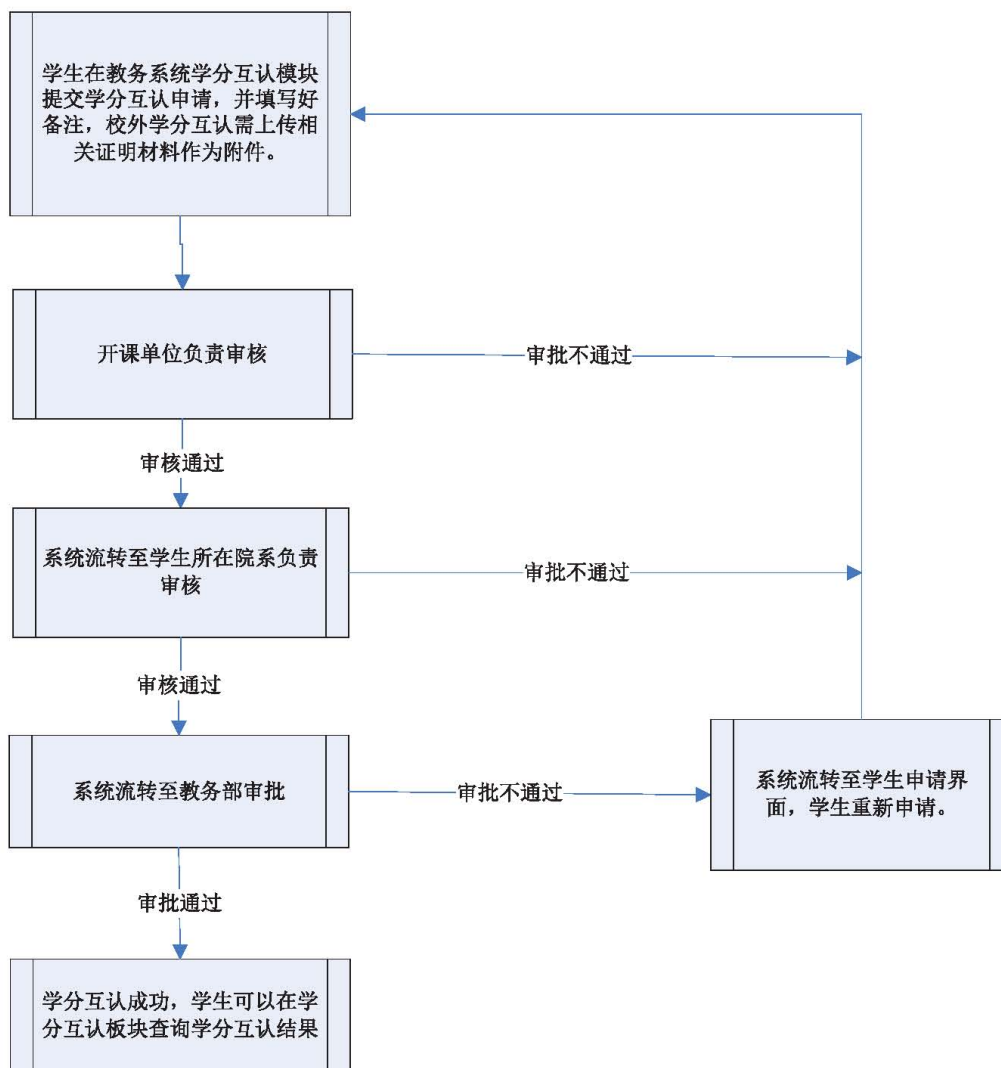 学生在教务系统学分互认模块
提交学分互认申请，并填写好
备注，校外学分互认需上传相
关证明材料作为附件。
开课单位负责审核
审批不通过
审核通过
系统流转至学生所在院系负责
审核
审批不通过
审核通过
系统流转至教务部审批
审批不通过
系统流转至学生申请界
面，学生重新申请。
审批通过
学分互认成功，学生可以在学
分互认板块查询学分互认结果